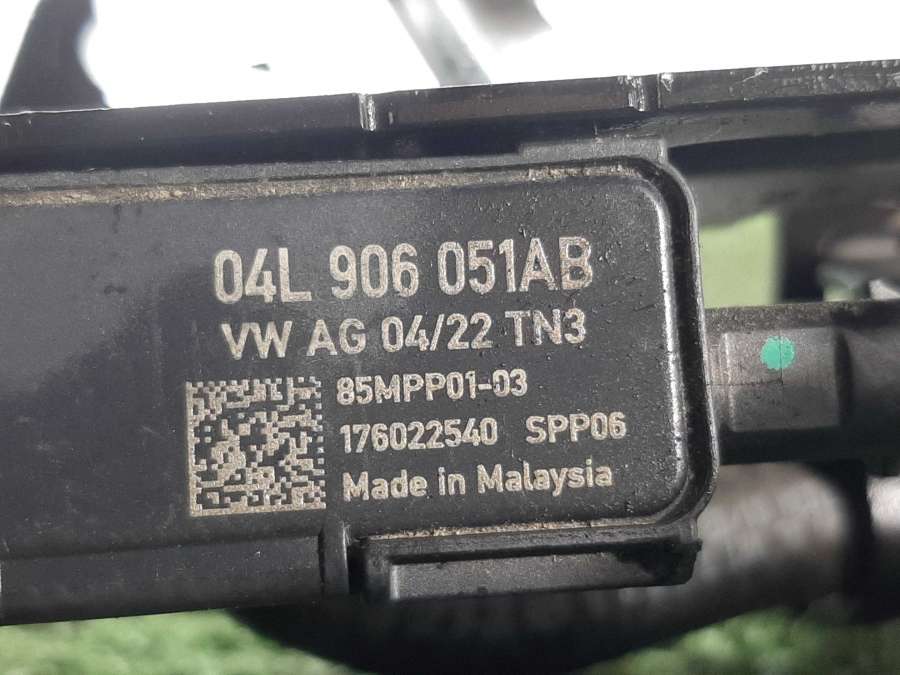 04L 906 051AB
VW AG 04/22 TN3
85MPP01-03
176022540 SPP06
Made in Malaysia